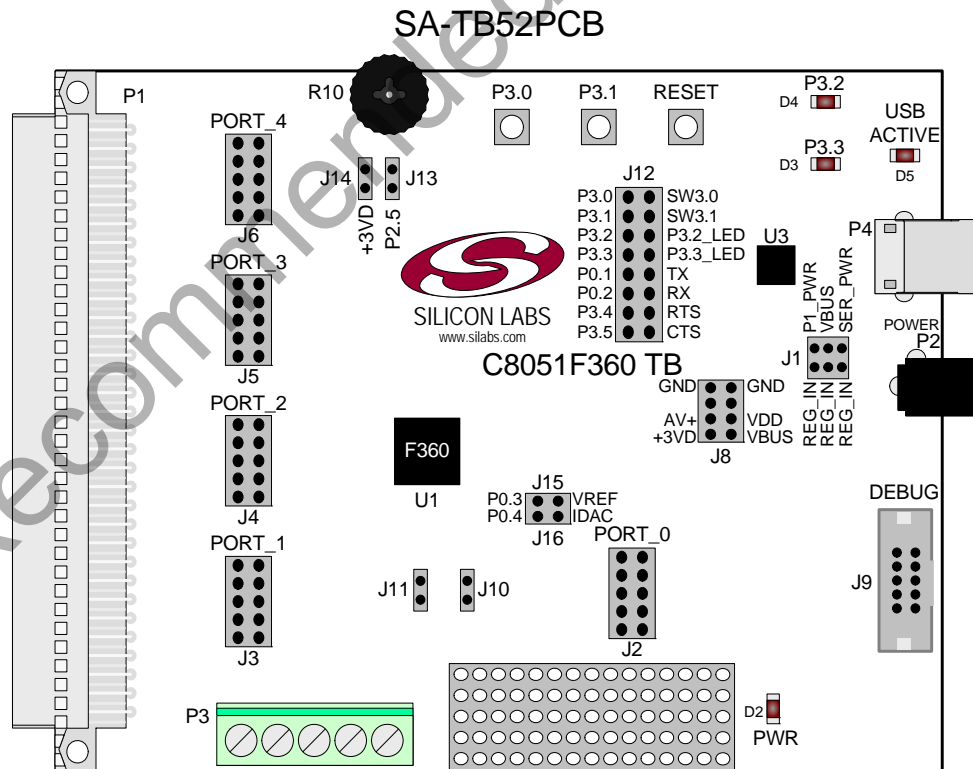 SA-TB52PCB
P1
R10
P3.0
P3.1
RESET
P3.2
D4
P3.3
D3
USB
ACTIVE
D5
PORT_4
J6
J14
J13
+3VD
P2.5
J12
P3.0 SW3.0
P3.1 SW3.1
P3.2 P3.2_LED
P3.3 P3.3_LED
P0.1 TX
P0.2 RX
P3.4 RTS
P3.5 CTS
U3
P4
PORT_3
J5
SILICON LABS
www.silabs.com
C8051F360 TB
P1_PWR
VBUS
SER_PWR
J1
REG_IN
REG_IN
REG_IN
POWER
P2
GND GND
AV+ VDD
+3VD VBUS
J8
PORT_2
J4
F360
U1
J15
P0.3 VREF
P0.4 IDAC
J16
DEBUG
J9
PORT_1
J3
J11
J10
PORT_0
J2
P3
D2
PWR